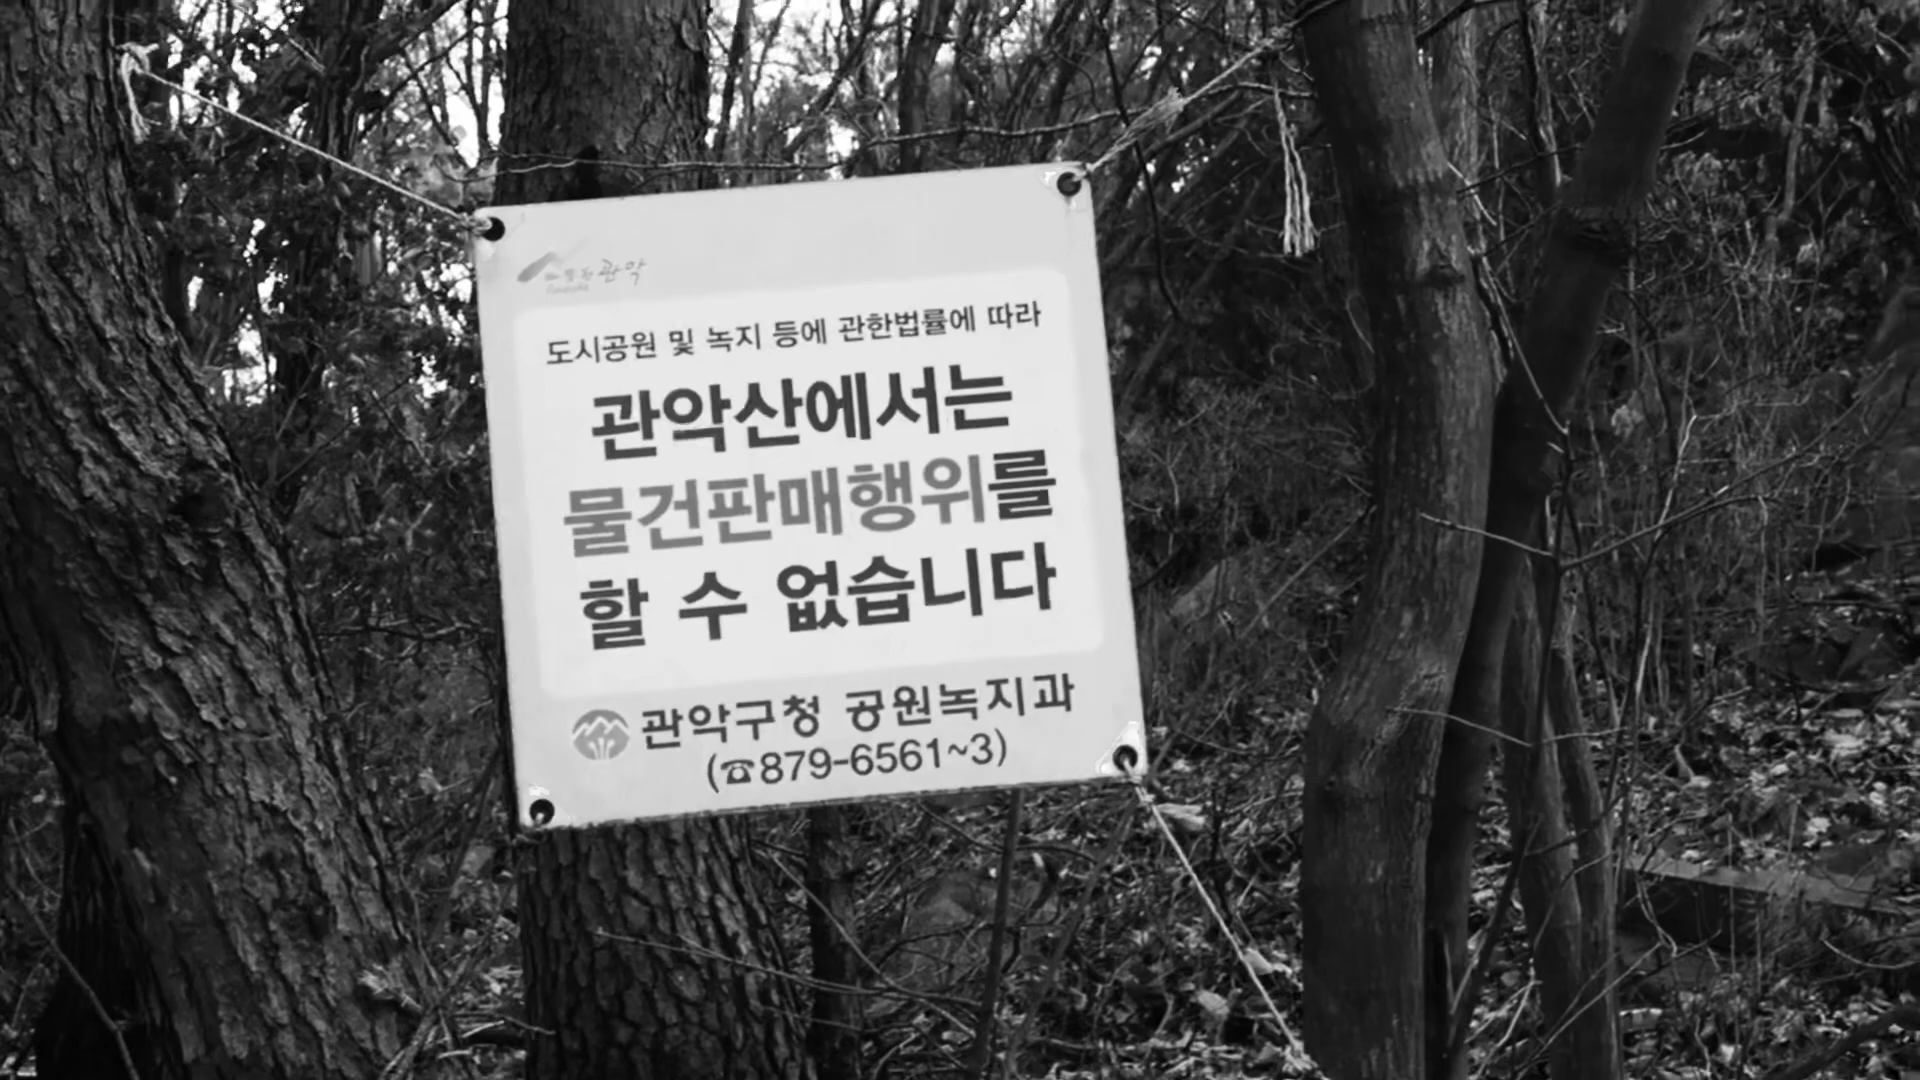 관악
도시공원 및 녹지 등에 관한법률에 따라
관악산에서는
물건판매행위를
할 수 없습니다
관악구청 공원녹지과
(☎879-6561~3)